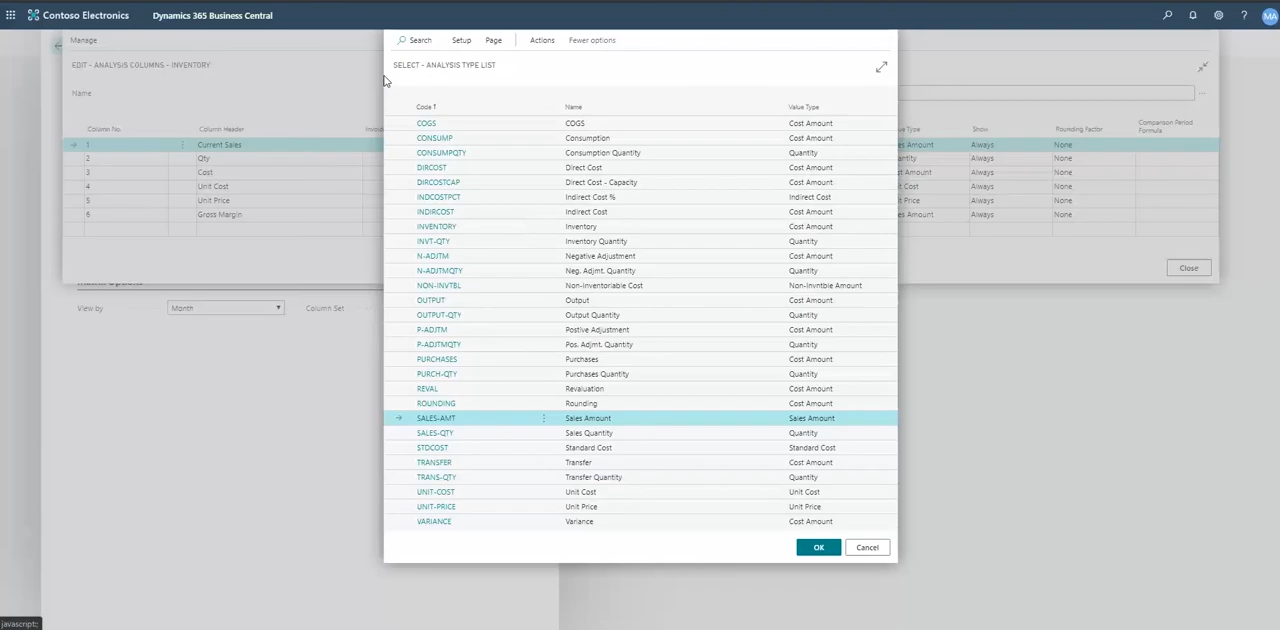 Contoso Electronics Dynamics 365 Business Central ? MA
Manage
EDIT - ANALYSIS COLUMNS - INVENTORY
Name
Column No. Column Header
1 Current Sales
2 Qty
3 Cost
4 Unit Cost
5 Unit Price
6 Gross Margin
View by Month Column Set
Search Setup Page Actions Fewer options
SELECT - ANALYSIS TYPE LIST
Code ↑ Name Value Type
COGS COGS Cost Amount
CONSUMP Consumption Cost Amount
CONSUMPQTY Consumption Quantity Quantity
DIRCOST Direct Cost Cost Amount
DIRCOSTCAP Direct Cost - Capacity Cost Amount
INDCOSTPCT Indirect Cost % Indirect Cost
INDIRCOST Indirect Cost Cost Amount
INVENTORY Inventory Cost Amount
INVT-QTY Inventory Quantity Quantity
N-ADJTM Negative Adjustment Cost Amount
N-ADJTMQTY Neg. Adjmt. Quantity Quantity
NON-INVTBL Non-Inventoriable Cost Non-Invntble Amount
OUTPUT Output Cost Amount
OUTPUT-QTY Output Quantity Quantity
P-ADJTM Postive Adjustment Cost Amount
P-ADJTMQTY Pos. Adjmt. Quantity Quantity
PURCHASES Purchases Cost Amount
PURCH-QTY Purchases Quantity Quantity
REVAL Revaluation Cost Amount
ROUNDING Rounding Cost Amount
SALES-AMT Sales Amount Sales Amount
SALES-QTY Sales Quantity Quantity
STDCOST Standard Cost Standard Cost
TRANSFER Transfer Cost Amount
TRANS-QTY Transfer Quantity Quantity
UNIT-COST Unit Cost Unit Cost
UNIT-PRICE Unit Price Unit Price
VARIANCE Variance Cost Amount
OK Cancel
Type Show Rounding Factor Comparison Period
Formula
Amount Always None
Always None
Amount Always None
Cost Always None
Price Always None
Amount Always None
Close
javascript:;